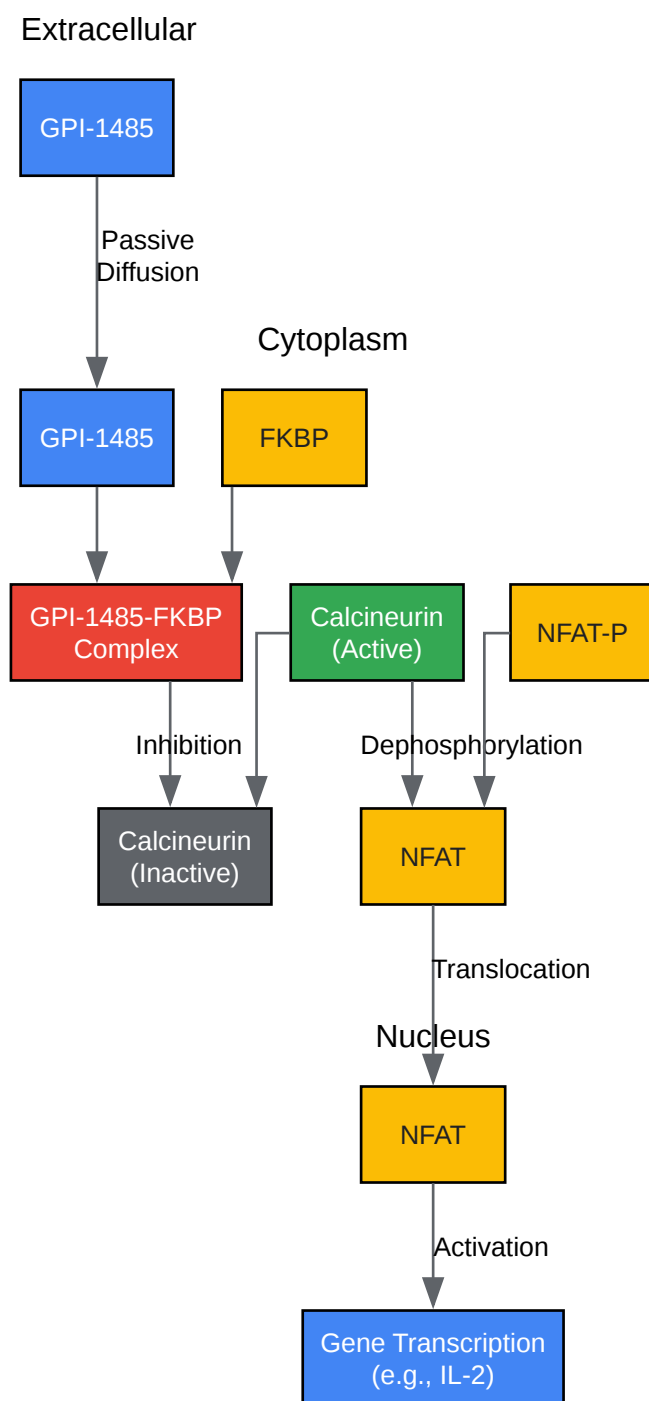 Extracellular
GPI-1485
Passive
Diffusion
Cytoplasm
GPI-1485
FKBP
GPI-1485-FKBP
Complex
Calcineurin
(Active)
NFAT-P
Inhibition
Dephosphorylation
Calcineurin
(Inactive)
NFAT
Translocation
Nucleus
NFAT
Activation
Gene Transcription
(e.g., IL-2)